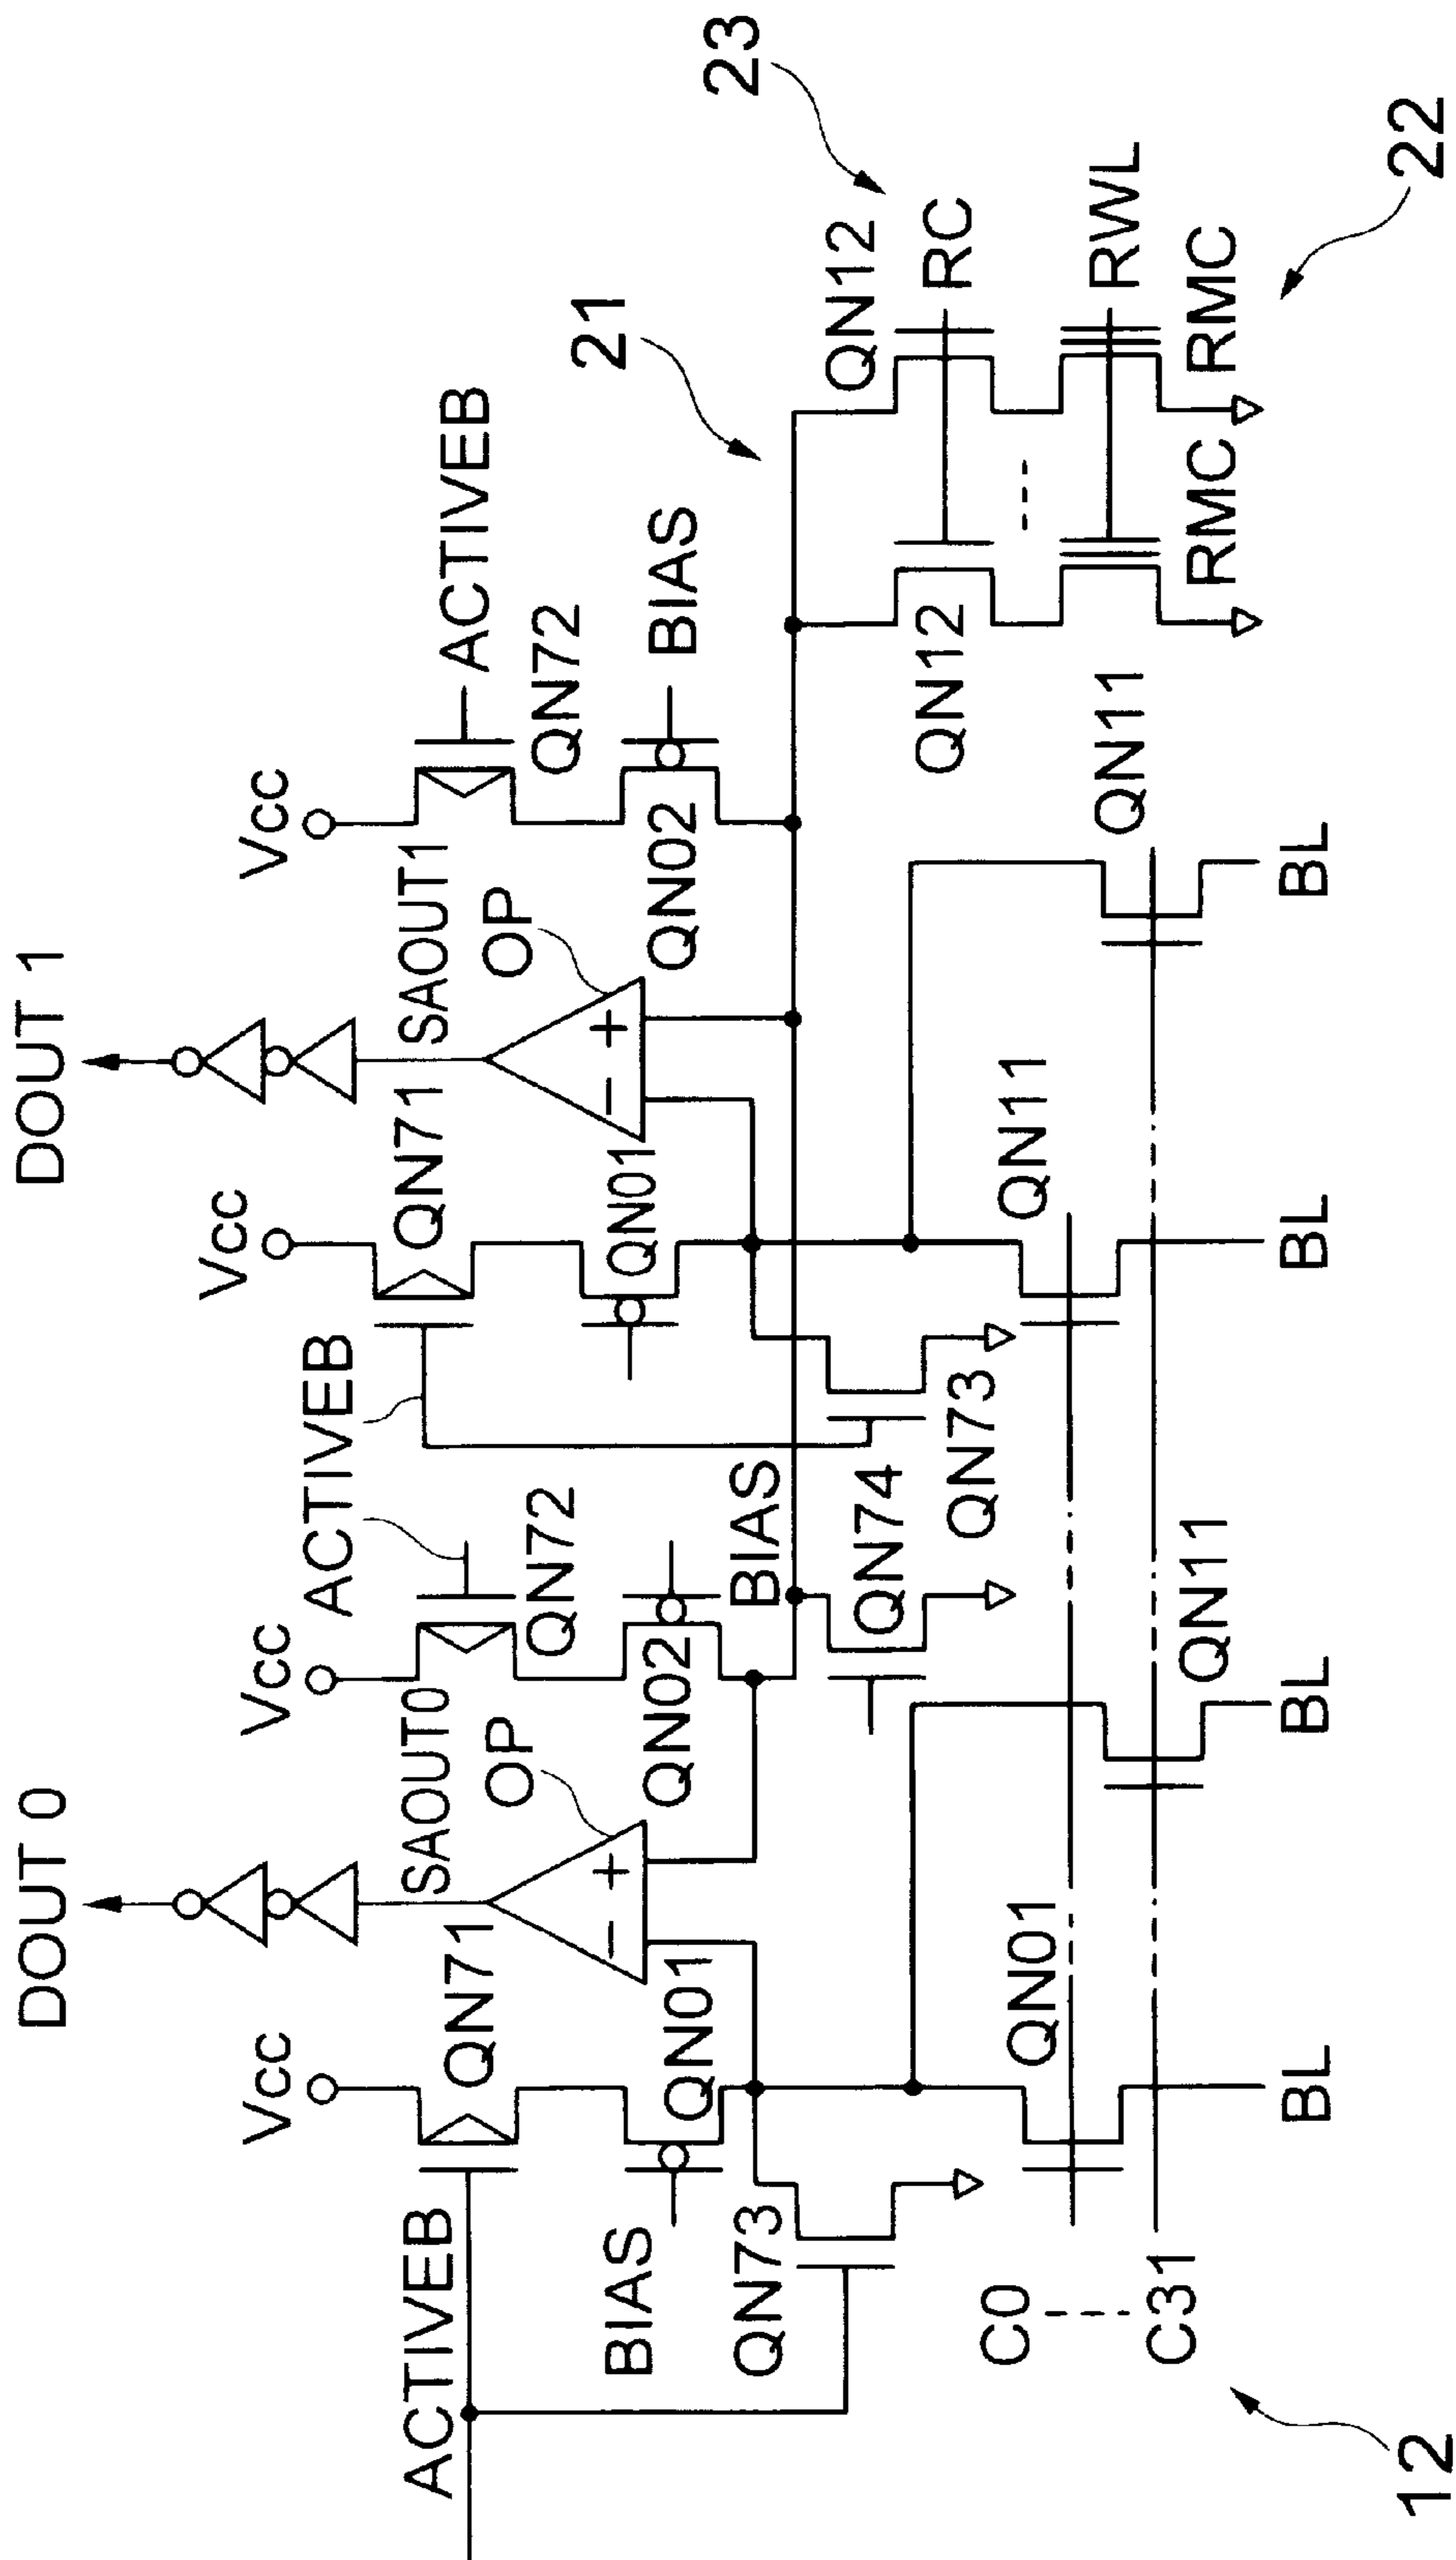 DOUT 0
DOUT 1
Vcc
Vcc
Vcc
Vcc
ACTIVEB
QN71
SAOUT0
ACTIVEB
ACTIVEB
QN71
SAOUT1
ACTIVEB
OP
QN72
OP
QN72
BIAS
QN01
QN02
BIAS
QN01
QN02
BIAS
21
23
QN73
QN74
QN73
QN12
QN12
RC
C0
QN01
QN11
C31
QN11
QN11
RWL
RMC
RMC
BL
BL
BL
BL
12
22